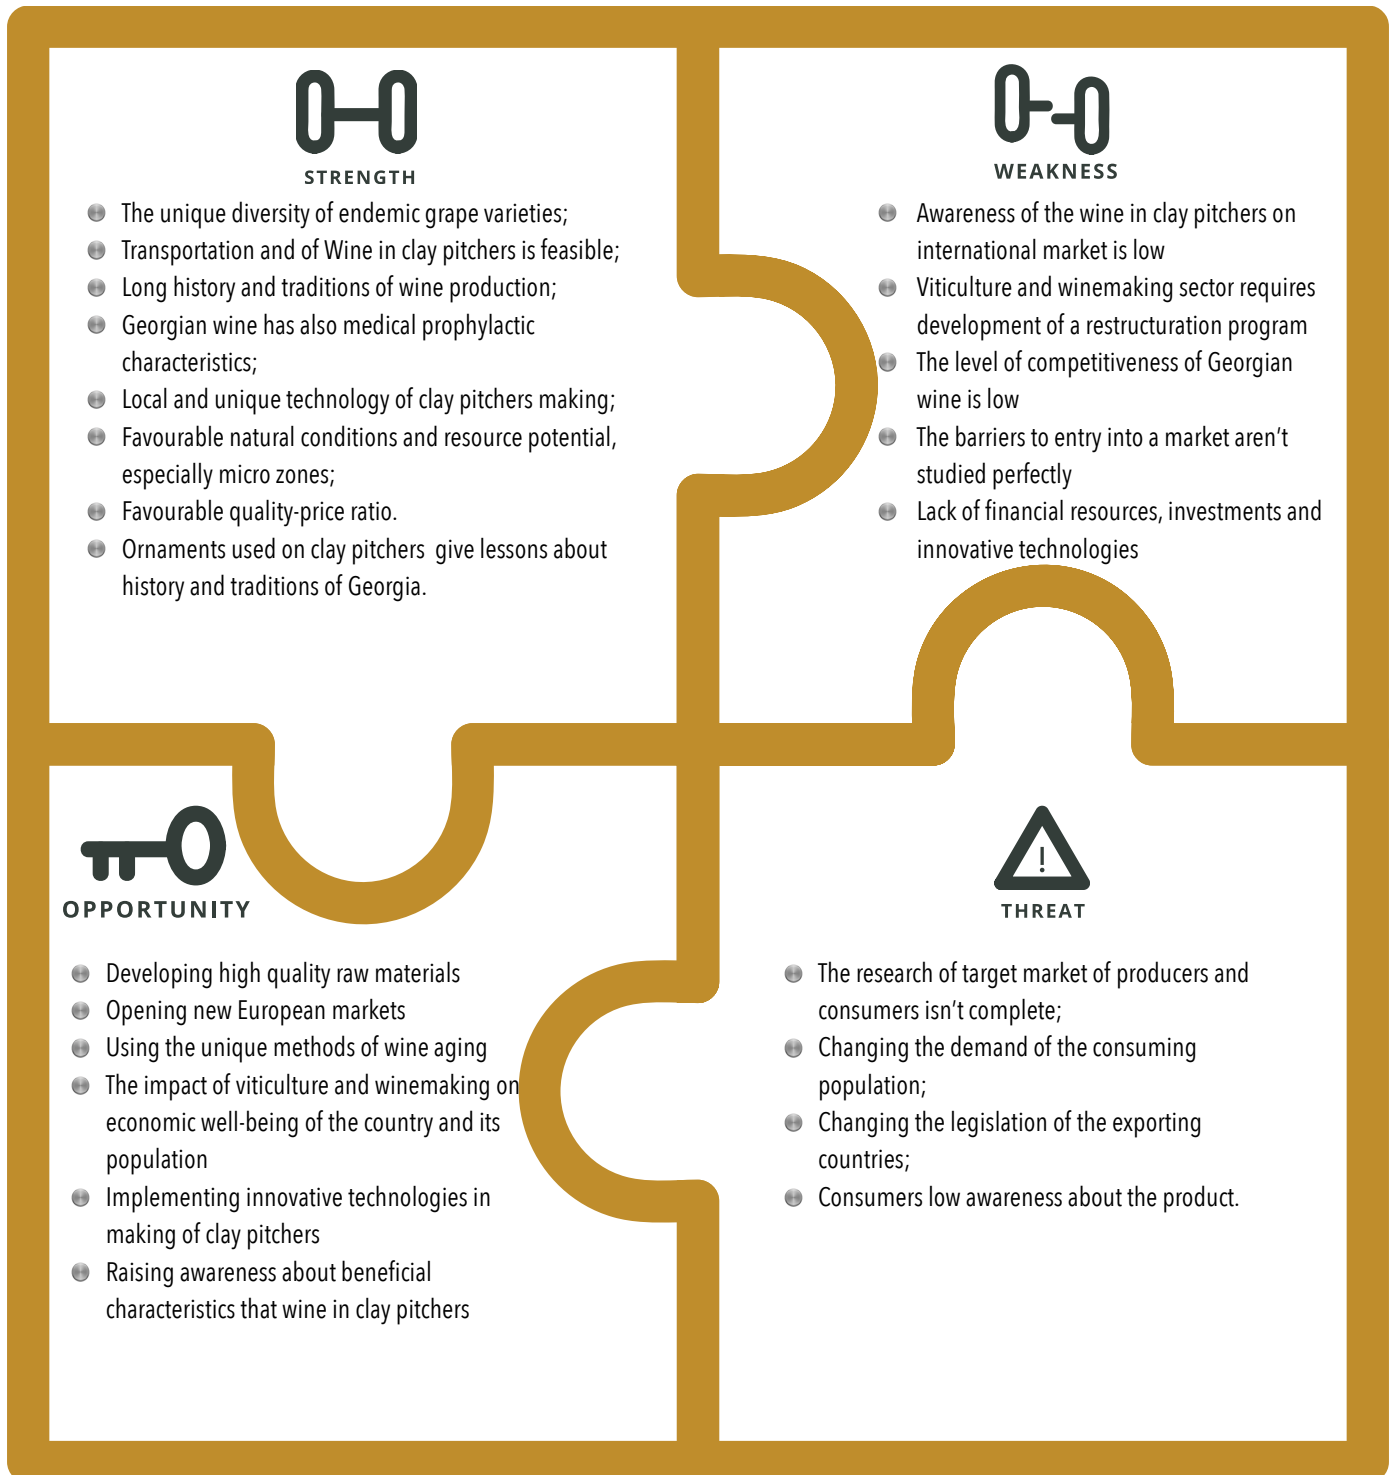 STRENGTH
The unique diversity of endemic grape varieties;
Transportation and of Wine in clay pitchers is feasible;
Long history and traditions of wine production;
Georgian wine has also medical prophylactic
characteristics;
Local and unique technology of clay pitchers making;
Favourable natural conditions and resource potential,
especially micro zones;
Favourable quality-price ratio.
Ornaments used on clay pitchers give lessons about
history and traditions of Georgia.
WEAKNESS
Awareness of the wine in clay pitchers on
international market is low
Viticulture and winemaking sector requires
development of a restructuration program
The level of competitiveness of Georgian
wine is low
The barriers to entry into a market aren't
studied perfectly
Lack of financial resources, investments and
innovative technologies
OPPORTUNITY
Developing high quality raw materials
Opening new European markets
Using the unique methods of wine aging
The impact of viticulture and winemaking on
economic well-being of the country and its
population
Implementing innovative technologies in
making of clay pitchers
Raising awareness about beneficial
characteristics that wine in clay pitchers
!
THREAT
The research of target market of producers and
consumers isn't complete;
Changing the demand of the consuming
population;
Changing the legislation of the exporting
countries;
Consumers low awareness about the product.